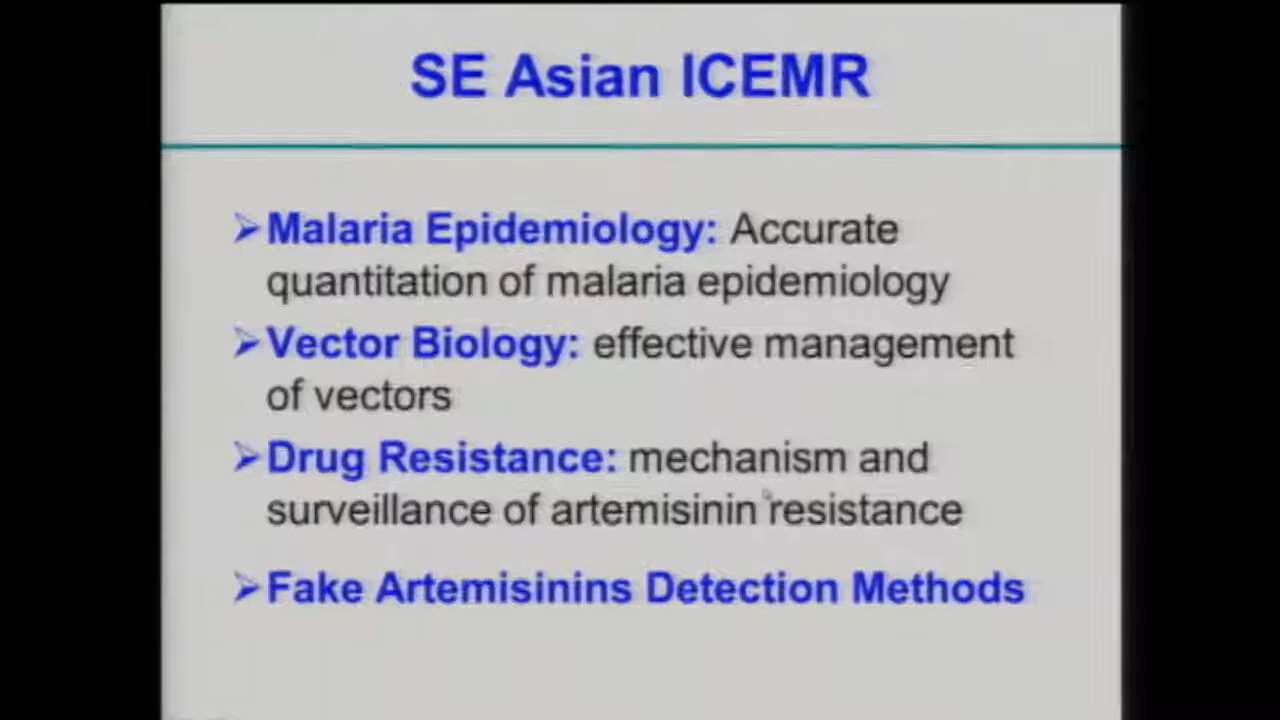 SE Asian ICEMR
➢Malaria Epidemiology: Accurate
quantitation of malaria epidemiology
➢Vector Biology: effective management
of vectors
➢Drug Resistance: mechanism and
surveillance of artemisinin resistance
➢Fake Artemisinins Detection Methods